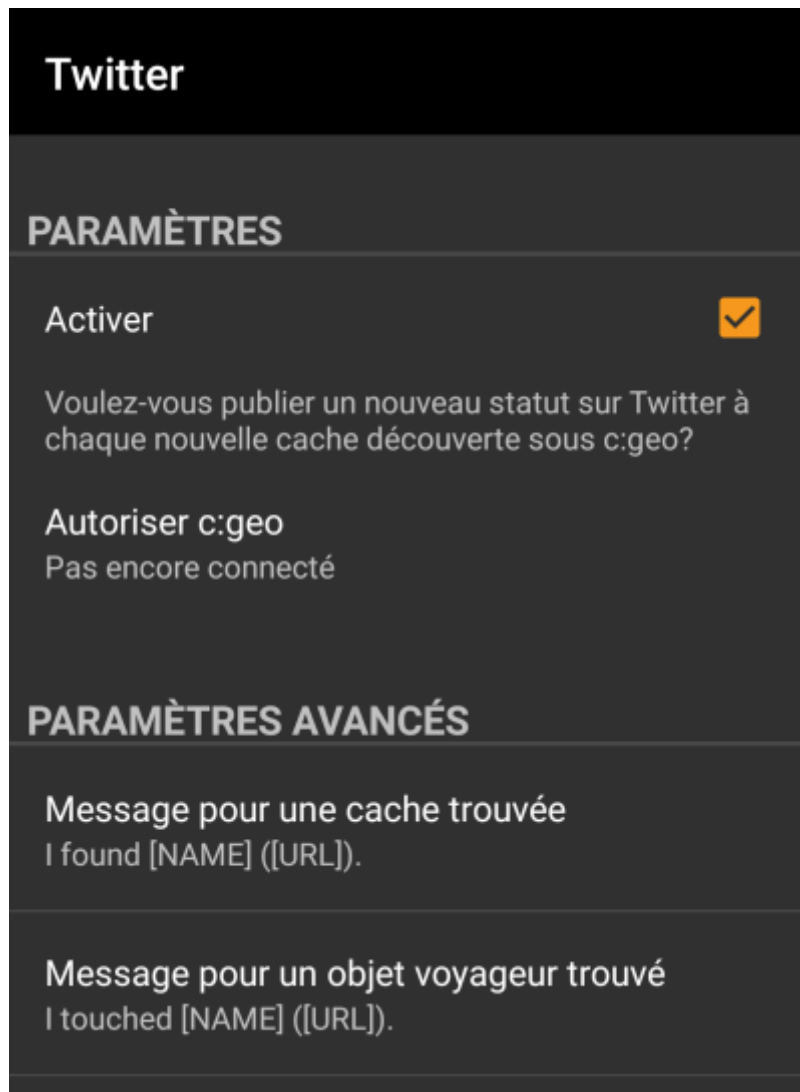 Twitter
PARAMÈTRES
Activer
Voulez-vous publier un nouveau statut sur Twitter à
chaque nouvelle cache découverte sous c:geo?
Autoriser c:geo
Pas encore connecté
PARAMÈTRES AVANCÉS
Message pour une cache trouvée
I found [NAME] ([URL]).
Message pour un objet voyageur trouvé
I touched [NAME] ([URL]).